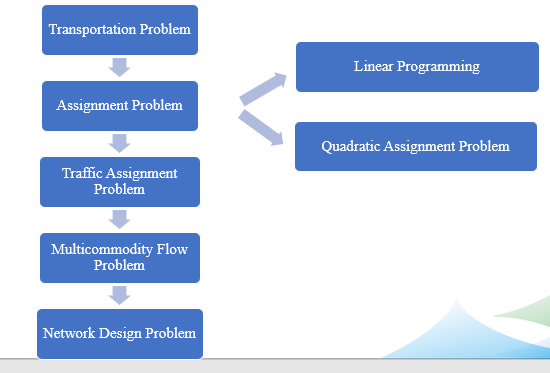 Transportation Problem
Assignment Problem
Traffic Assignment
Problem
Multicommodity Flow
Problem
Network Design Problem
Linear Programming
Quadratic Assignment Problem